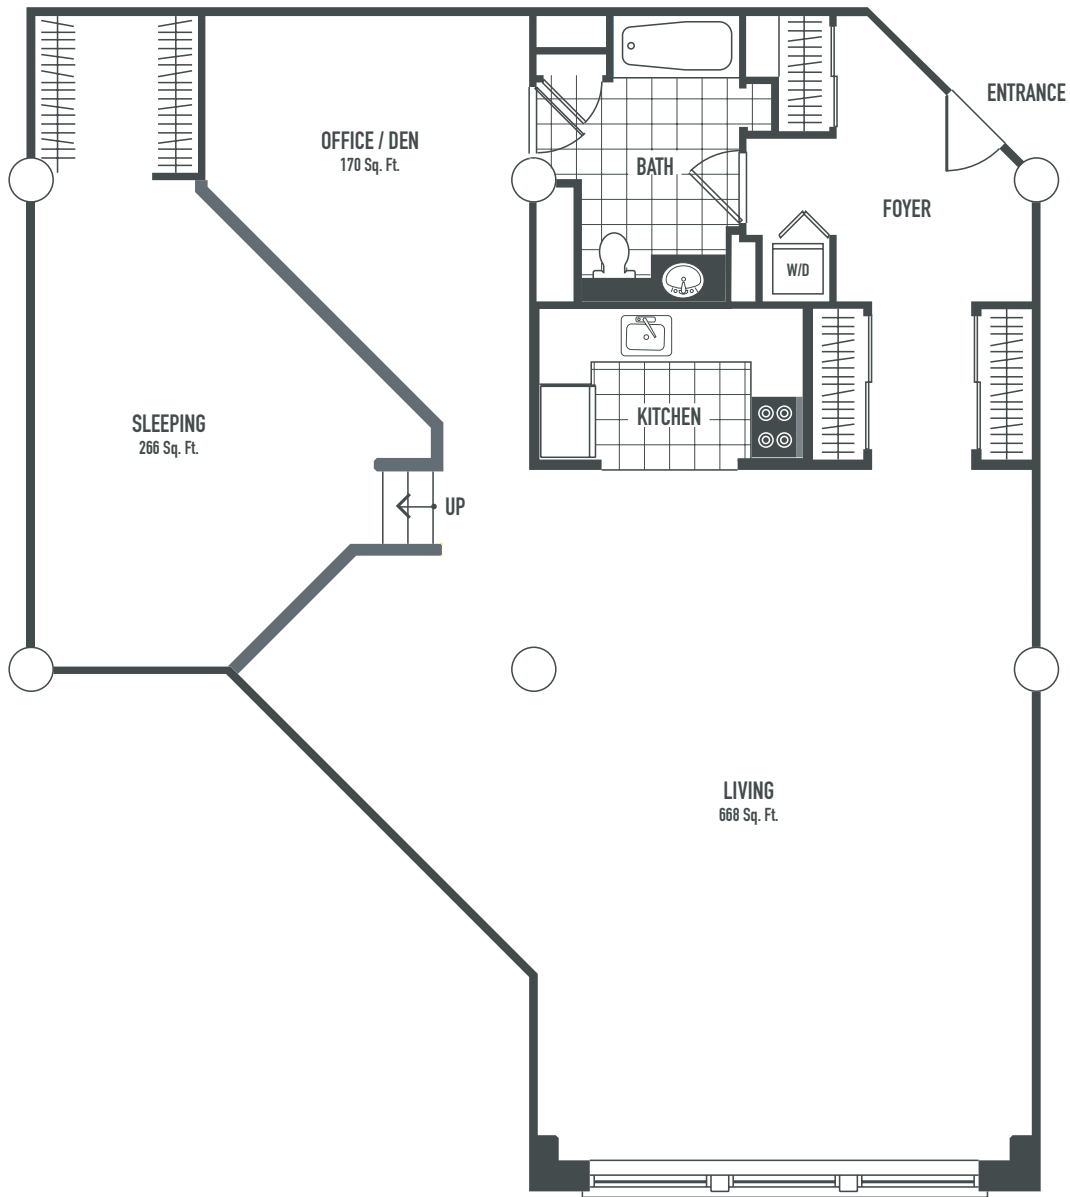 ENTRANCE
OFFICE / DEN
170 Sq. Ft.
BATH
FOYER
W/D
KITCHEN
SLEEPING
266 Sq. Ft.
UP
LIVING
668 Sq. Ft.